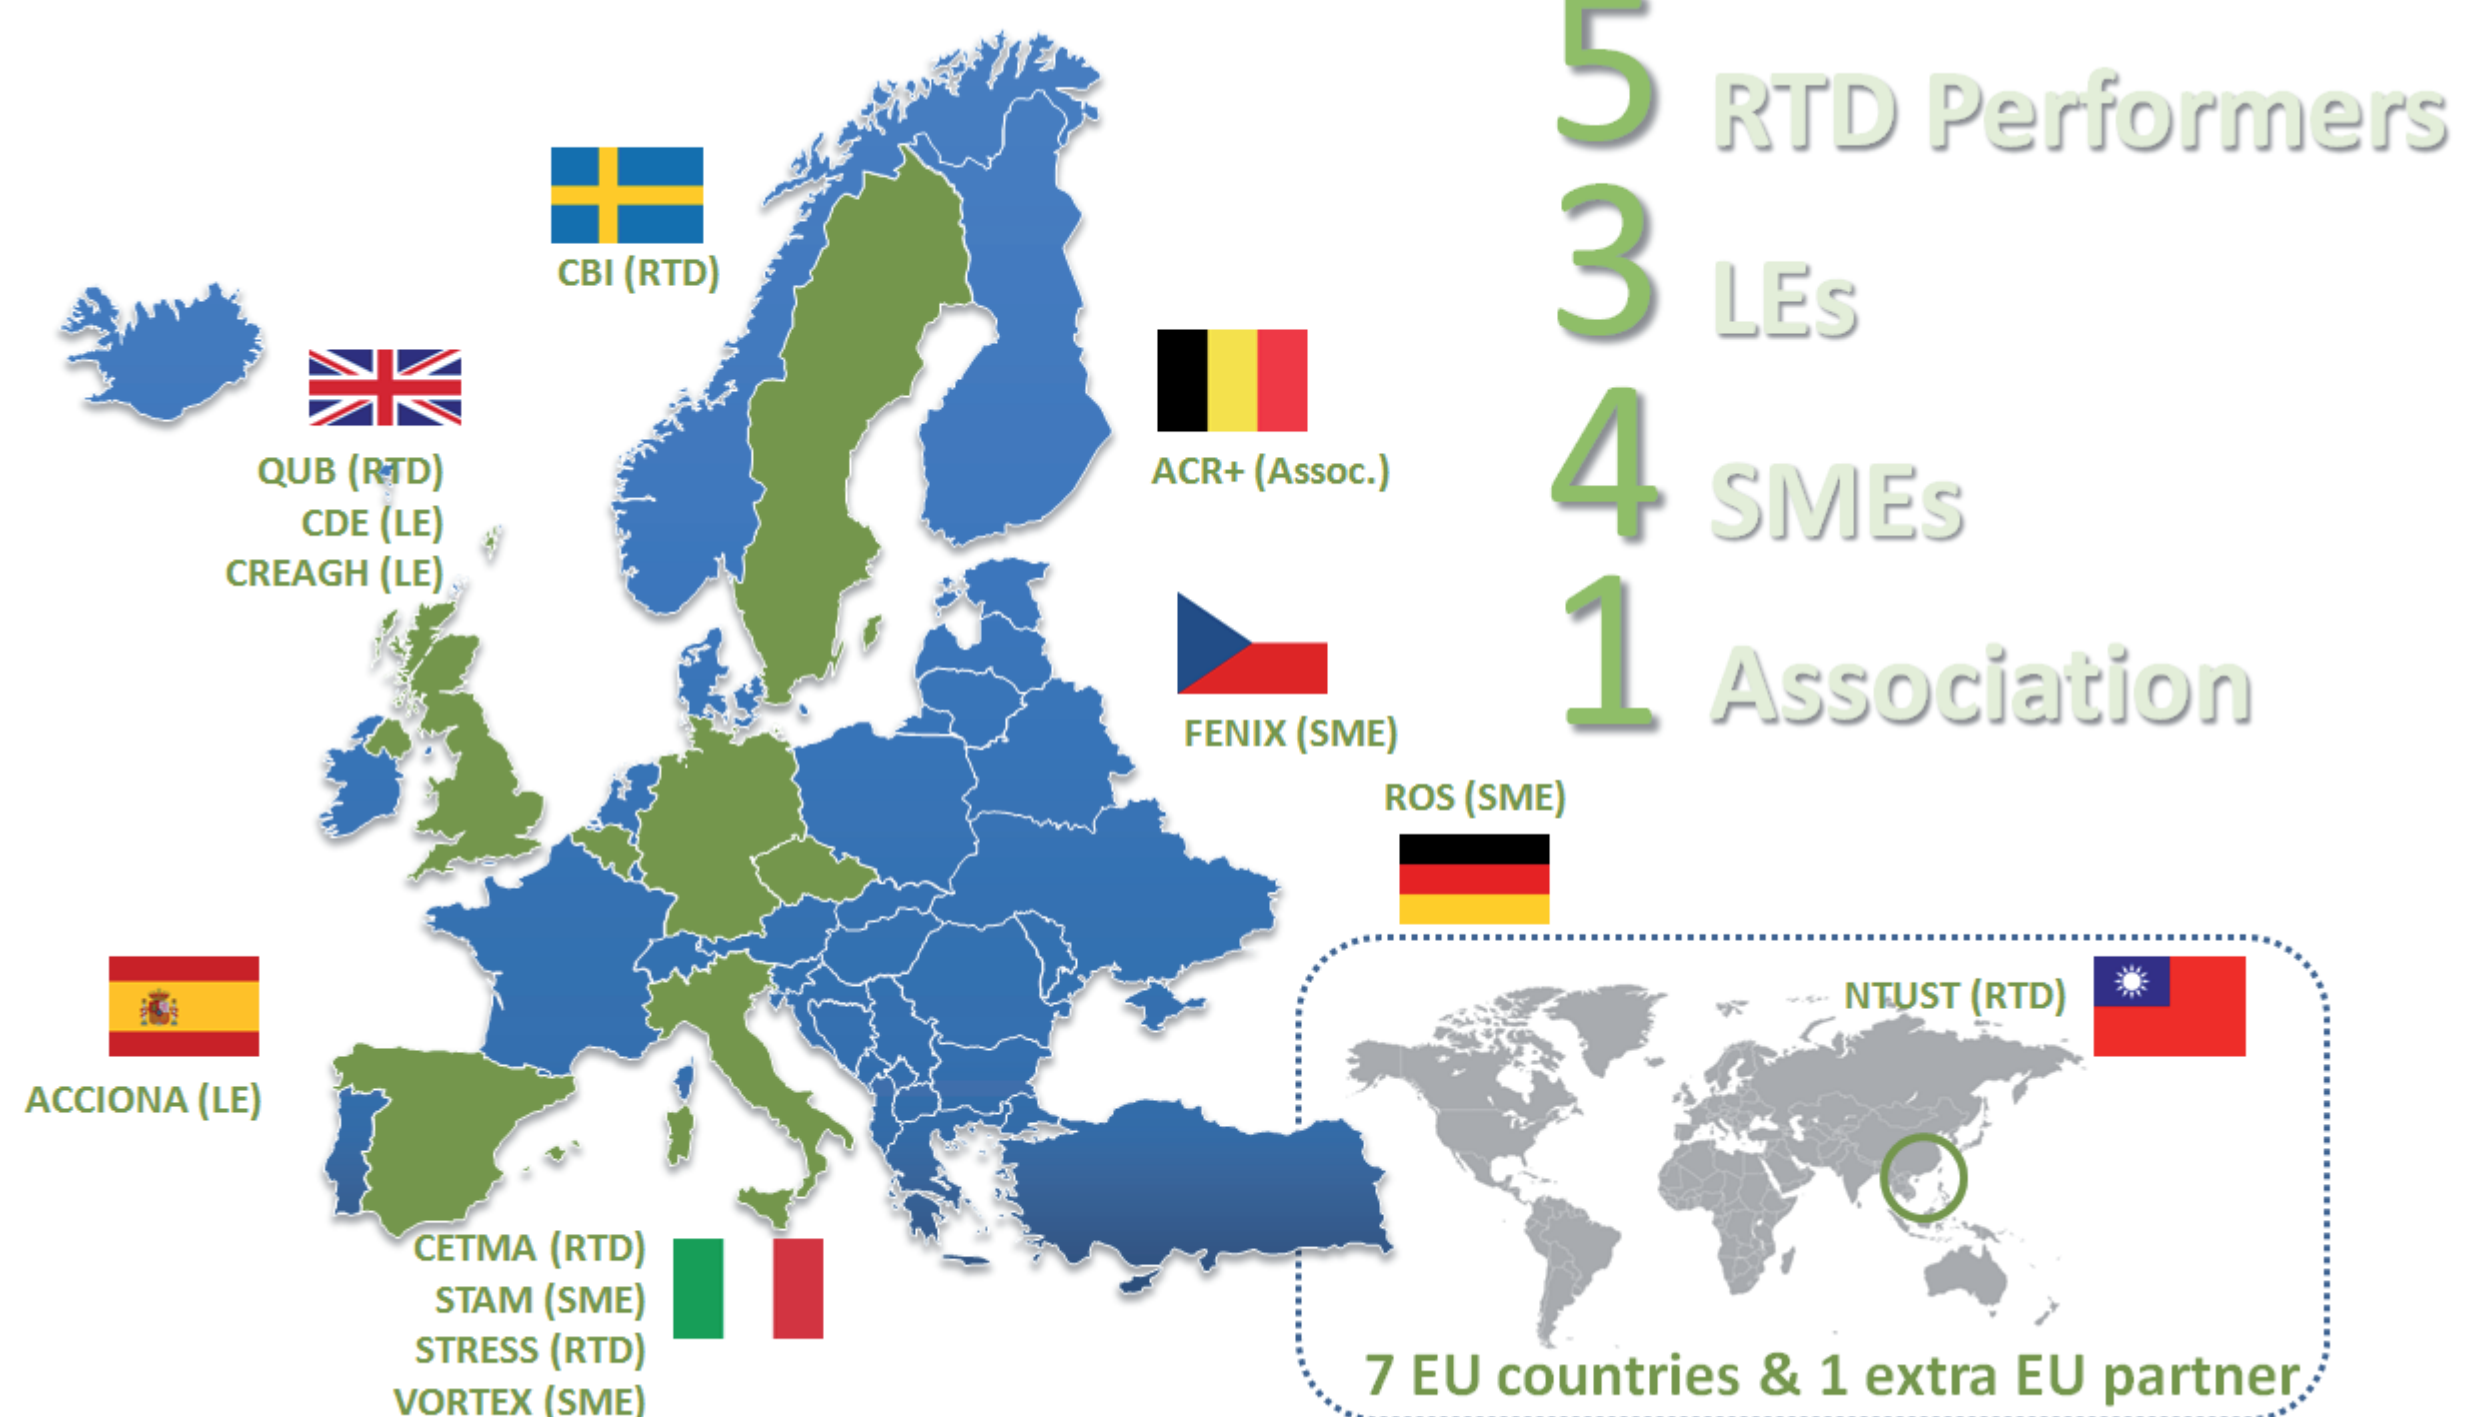 5 RTD Performers
3 LEs
4 SMEs
1 Association
CBI (RTD)
QUB (RTD)
CDE (LE)
CREAGH (LE)
ACR+ (Assoc.)
FENIX (SME)
ROS (SME)
ACCIONA (LE)
NTUST (RTD)
CETMA (RTD)
STAM (SME)
STRESS (RTD)
VORTEX (SME)
7 EU countries & 1 extra EU partner